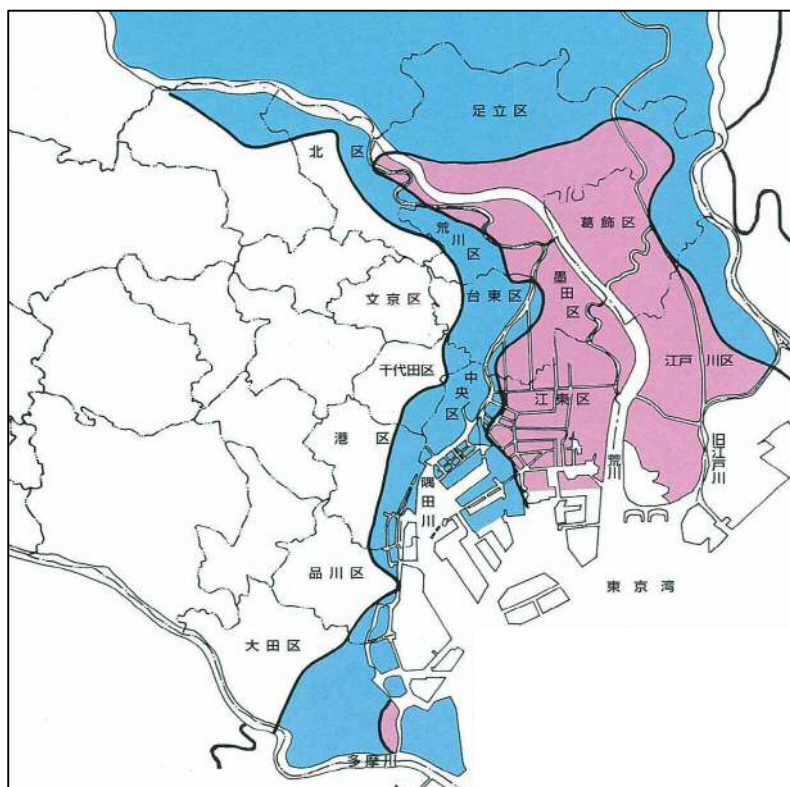 足立区
北区
葛飾区
荒川区
墨田区
文京区
台東区
千代田区
江戸川区
中央区
江東区
港区
旧江戸川
荒川
隅田川
品川区
東京湾
大田区
多摩川